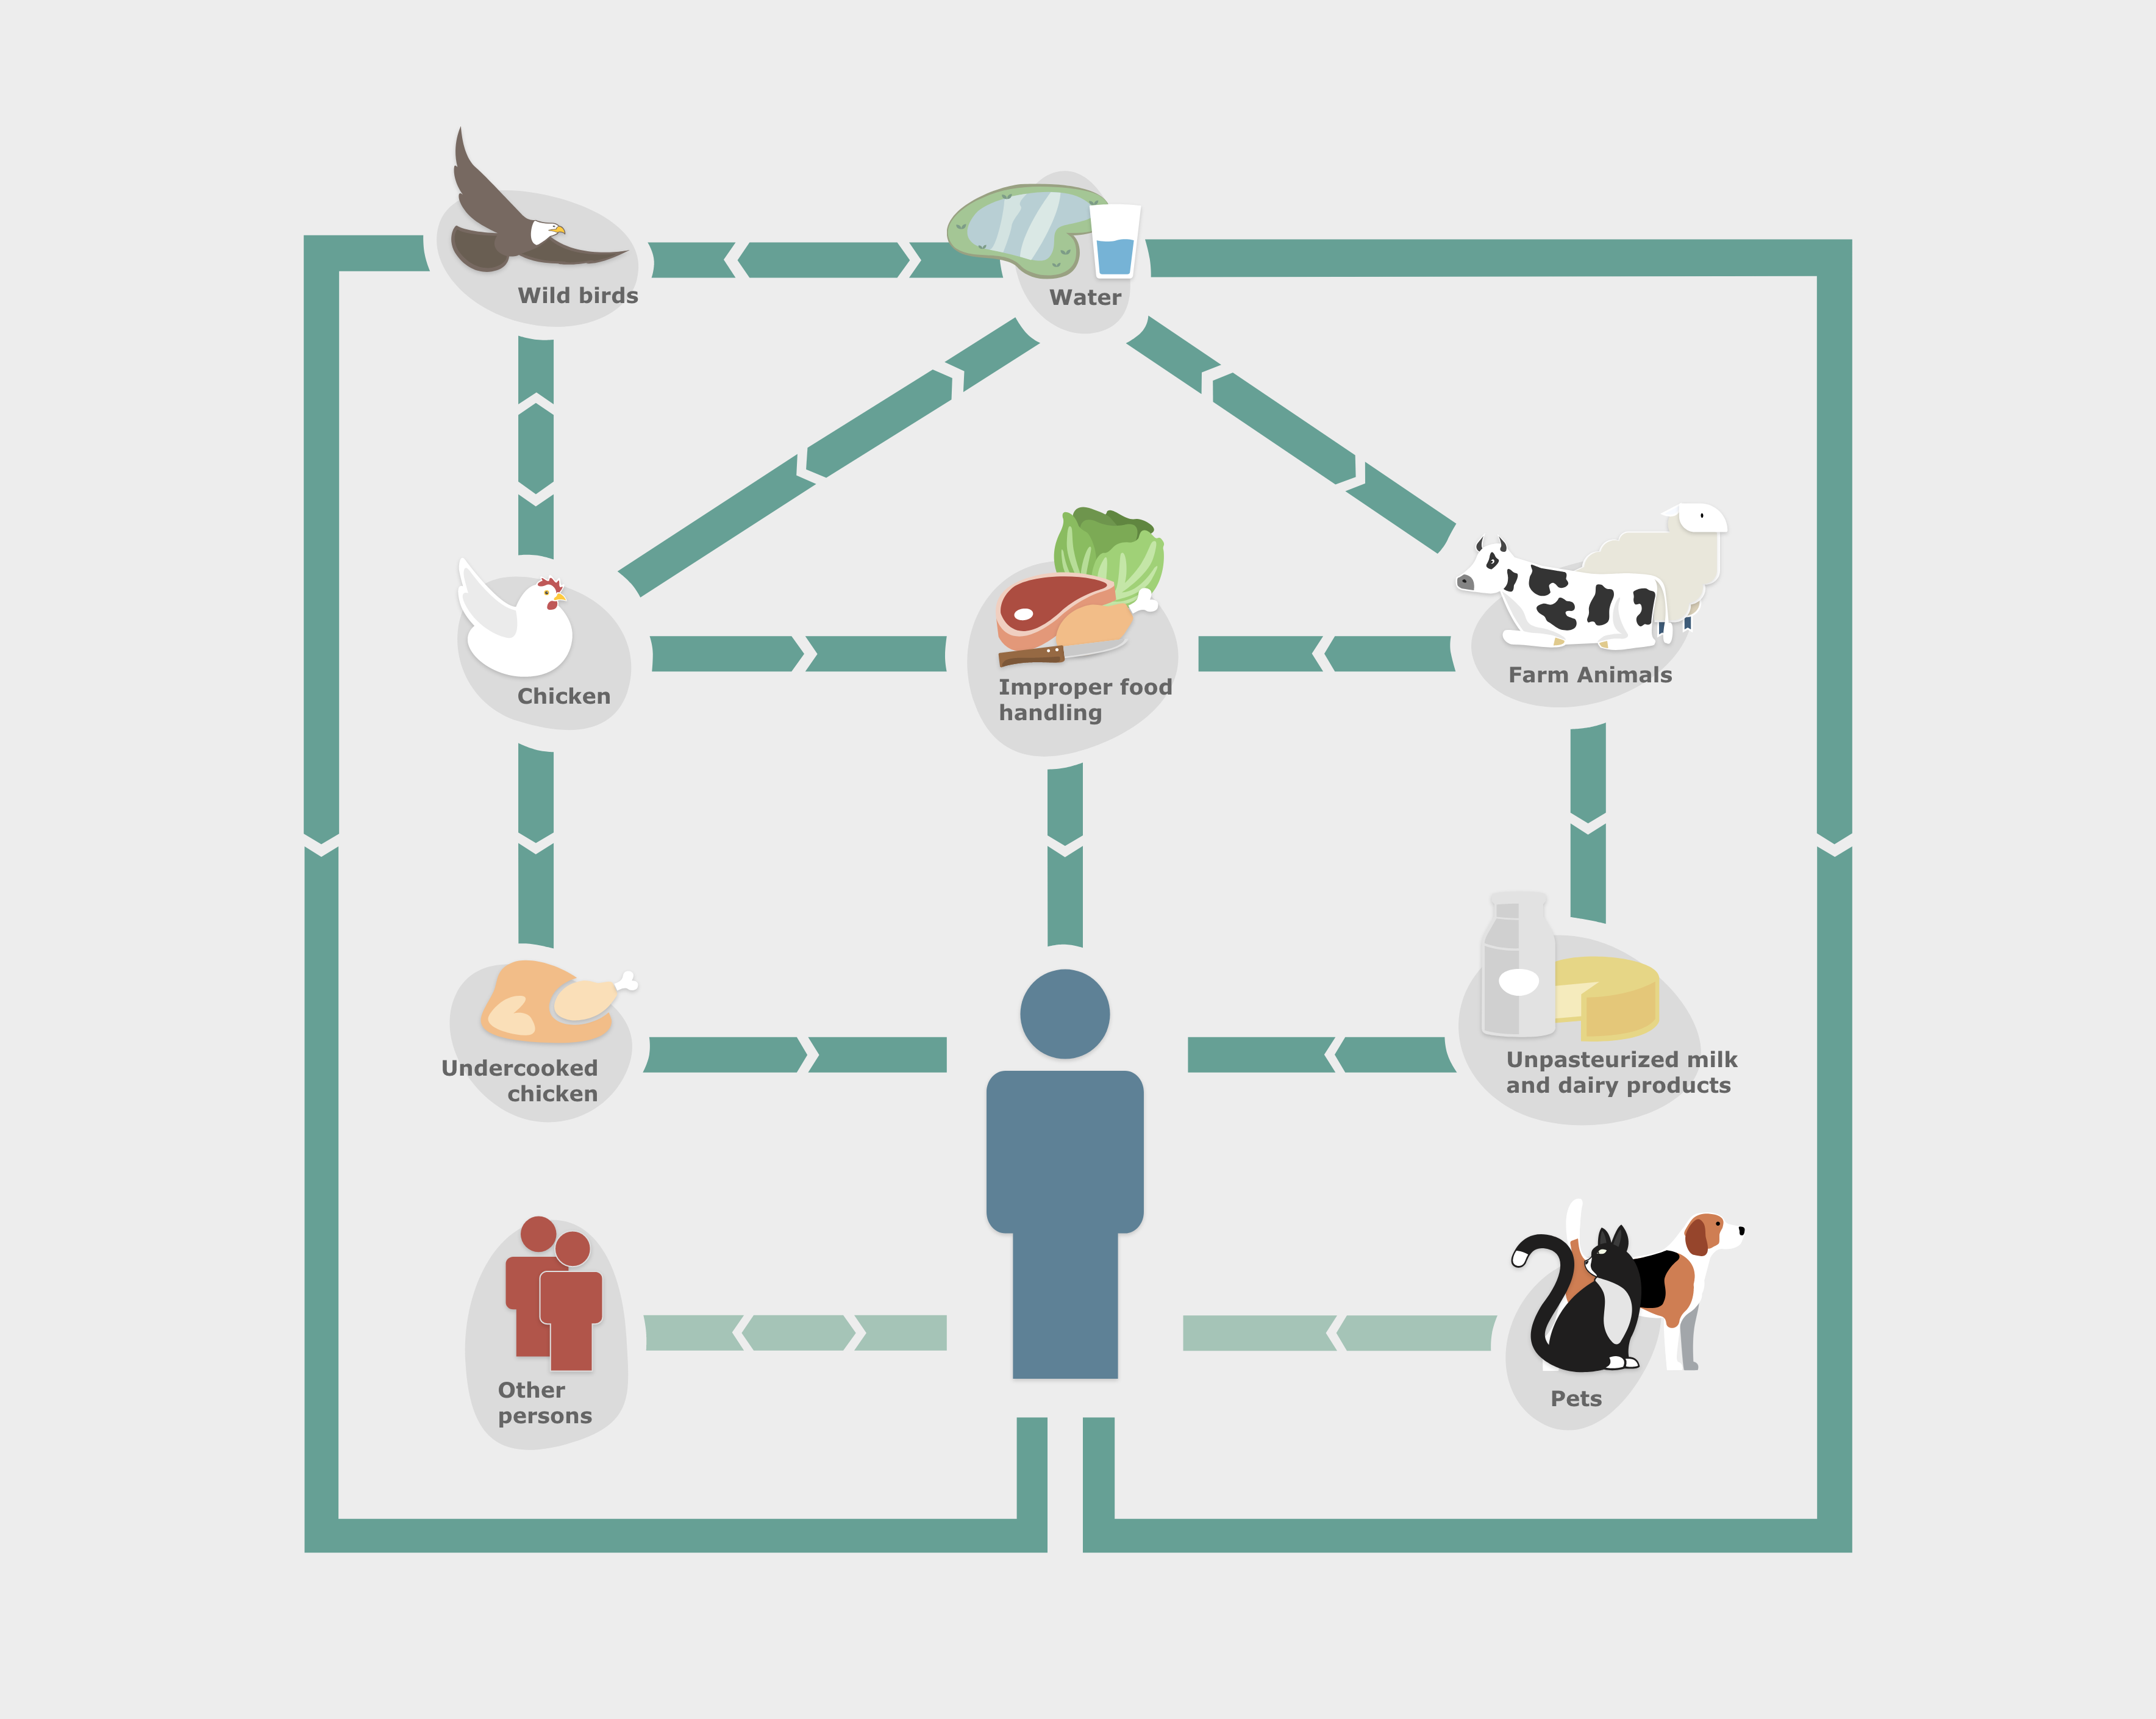 Wild birds
Water
Chicken
Improper food
handling
Farm Animals
Undercooked
chicken
Unpasteurized milk
and dairy products
Other
persons
Pets